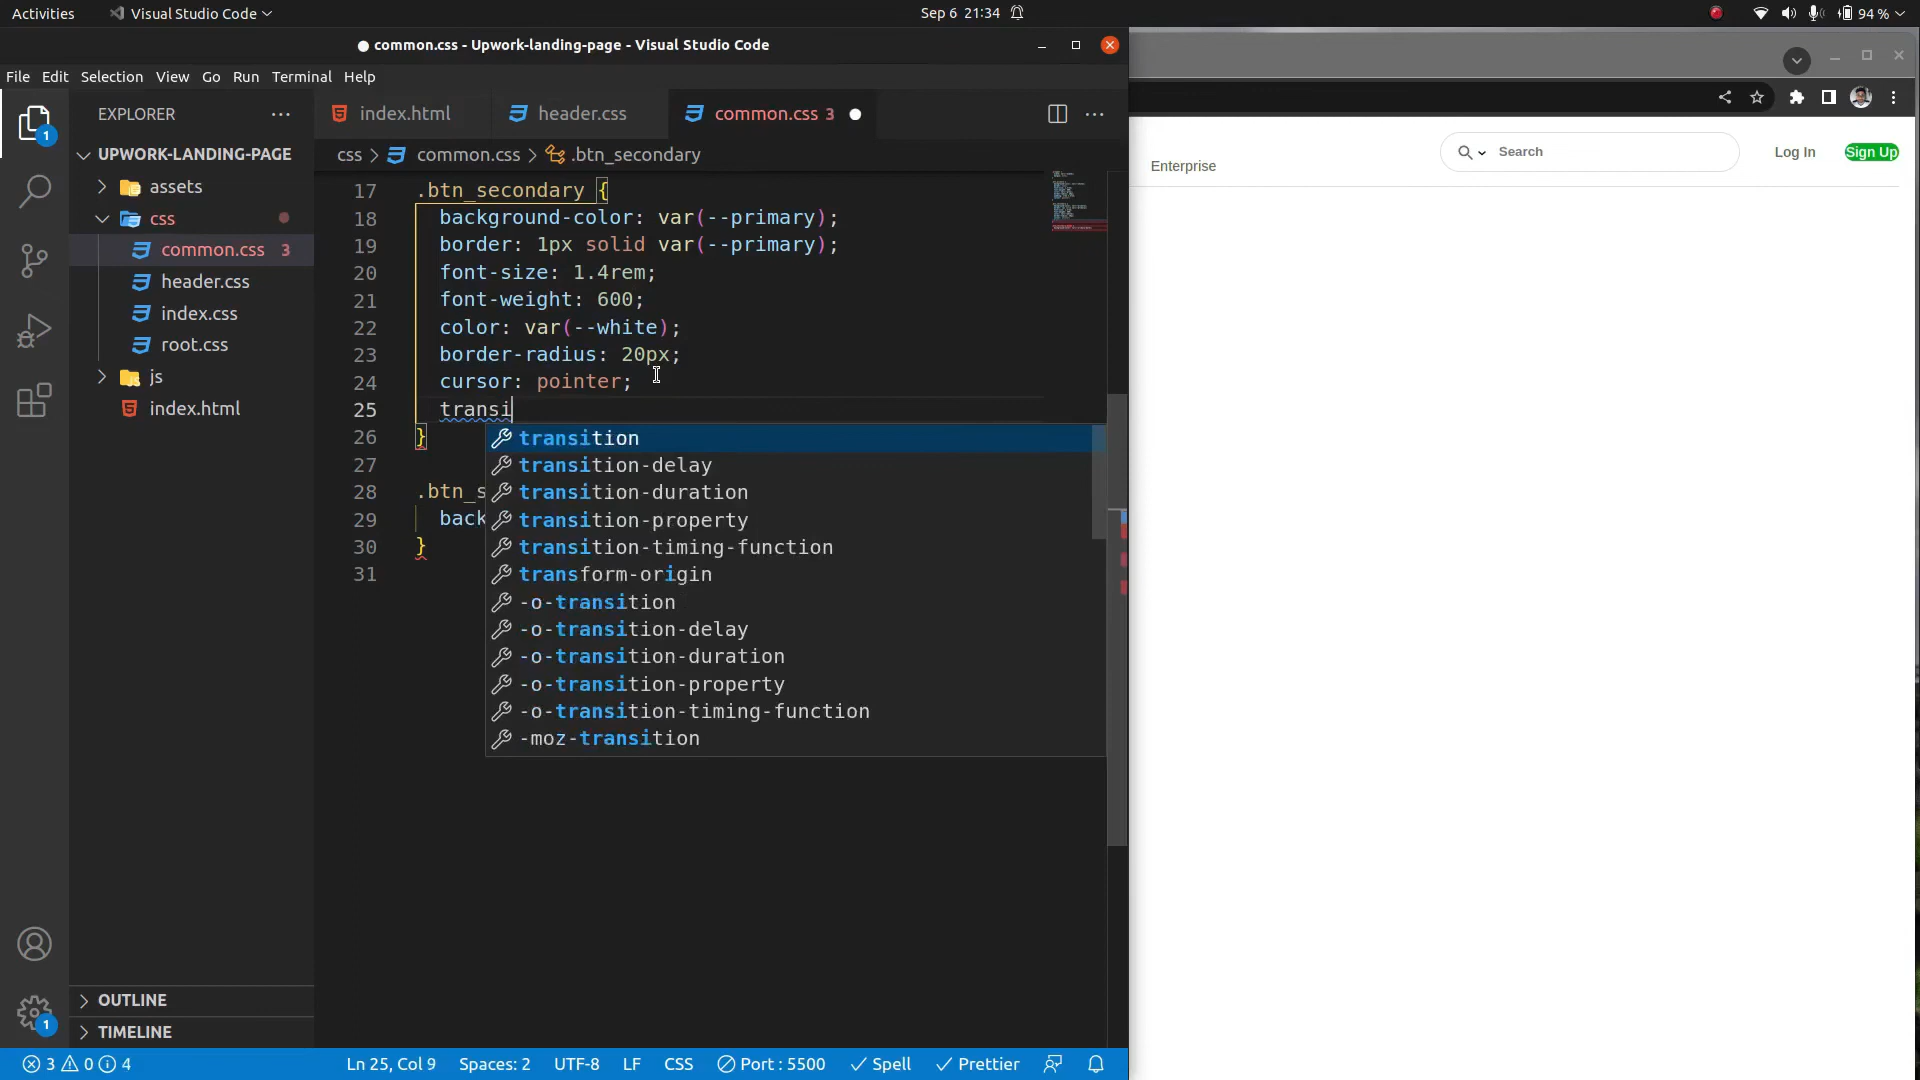 Activities
Visual Studio Code
Sep 6 21:34
94 %
common.css - Upwork-landing-page - Visual Studio Code
File Edit Selection View Go Run Terminal Help
EXPLORER
index.html
header.css
common.css 3
css
common.css
.btn_secondary
UPWORK-LANDING-PAGE
assets
css
common.css 3
header.css
index.css
root.css
js
index.html
17 .btn_secondary {
18 background-color: var(--primary);
19 border: 1px solid var(--primary);
20 font-size: 1.4rem;
21 font-weight: 600;
22 color: var(--white);
23 border-radius: 20px;
24 cursor: pointer;
25 transi
26 }
27
28 .btn_s
29 back
30 }
31
transition
transition-delay
transition-duration
transition-property
transition-timing-function
transform-origin
-o-transition
-o-transition-delay
-o-transition-duration
-o-transition-property
-o-transition-timing-function
-moz-transition
1
1
OUTLINE
TIMELINE
3 0 4
Ln 25, Col 9
Spaces: 2
UTF-8
LF
CSS
Port : 5500
Spell
Prettier
Enterprise
Search
Log In
Sign Up